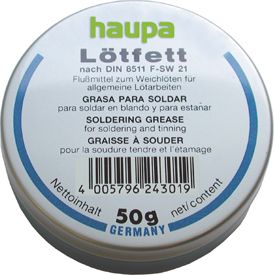 haupa
Lötfett
nach DIN 8511 F-SW 21
Flußmittel zum Weichlöten für
allgemeine Lötarbeiten
GRASA PARA SOLDAR
para soldar en blando y para estañar
SOLDERING GREASE
for soldering and tinning
GRAISSE À SOUDER
pour la soudure tendre et l'étamage
4 005796 243019
Nettoinhalt 50g net/content
GERMANY